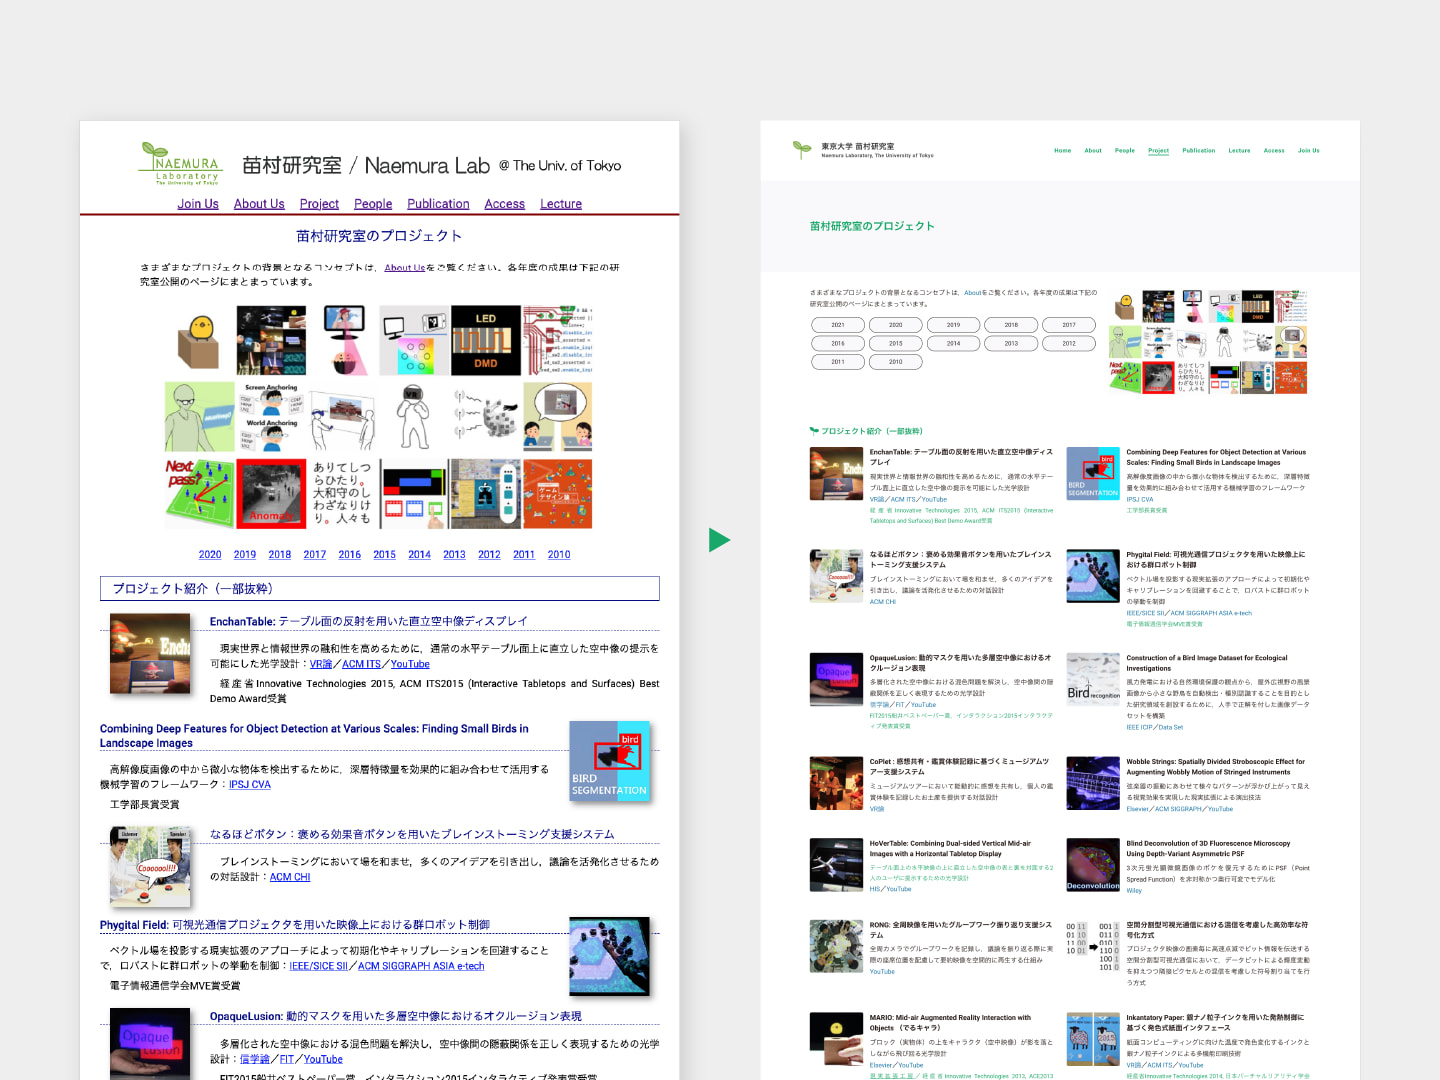 NAEMURA
Laboratory
The University of Tokyo
苗村研究室 / Naemura Lab @ The Univ. of Tokyo
Join Us About Us Project People Publication Access Lecture
苗村研究室のプロジェクト
さまざまなプロジェクトの背景となるコンセプトは，About Usをご覧ください。各年度の成果は下記の研
究室公開のページにまとまっています。
2020
LED
DMD
Screen Anchoring
World Anchoring
VR
Next pass?
Anomaly
ありてしつ
らひたり。
大和守のし
わざなりけ
り。人々も
ゲーム
デザイン展
2020 2019 2018 2017 2016 2015 2014 2013 2012 2011 2010
プロジェクト紹介（一部抜粋）
EnchanTable: テーブル面の反射を用いた直立空中像ディスプレイ
現実世界と情報世界の融和性を高めるために，通常の水平テーブル面上に直立した空中像の提示を
可能にした光学設計：VR論／ACM ITS／YouTube
経産省Innovative Technologies 2015, ACM ITS2015 (Interactive Tabletops and Surfaces) Best
Demo Award受賞
Combining Deep Features for Object Detection at Various Scales: Finding Small Birds in
Landscape Images
高解像度画像の中から微小な物体を検出するために，深層特徴量を効果的に組み合わせて活用する
機械学習のフレームワーク：IPSJ CVA
工学部長賞受賞
bird
BIRD
SEGMENTATION
なるほどボタン：褒める効果音ボタンを用いたブレインストーミング支援システム
Listener Speaker
Cooooool!!!
ブレインストーミングにおいて場を和ませ，多くのアイデアを引き出し，議論を活発化させるため
の対話設計：ACM CHI
Phygital Field: 可視光通信プロジェクタを用いた映像上における群ロボット制御
ベクトル場を投影する現実拡張のアプローチによって初期化やキャリブレーションを回避すること
で，ロバストに群ロボットの挙動を制御：IEEE/SICE SII／ACM SIGGRAPH ASIA e-tech
電子情報通信学会MVE賞受賞
OpaqueLusion: 動的マスクを用いた多層空中像におけるオクルージョン表現
Opaque
Lusion
多層化された空中像における混色問題を解決し，空中像間の隠蔽関係を正しく表現するための光学
設計：信学論／FIT／YouTube
FIT2015船井ベストペーパー賞，インタラクション2015インタラクティブ発表賞受賞
東京大学 苗村研究室
Naemura Laboratory, The University of Tokyo
Home About People Project Publication Lecture Access Join Us
苗村研究室のプロジェクト
さまざまなプロジェクトの背景となるコンセプトは，Aboutをご覧ください。各年度の成果は下記の
研究室公開のページにまとまっています。
2021 2020 2019 2018 2017
2016 2015 2014 2013 2012
2011 2010
プロジェクト紹介（一部抜粋）
EnchanTable: テーブル面の反射を用いた直立空中像ディス
プレイ
現実世界と情報世界の融和性を高めるために，通常の水平テー
ブル面上に直立した空中像の提示を可能にした光学設計
VR論／ACM ITS／YouTube
経産省Innovative Technologies 2015, ACM ITS2015 (Interactive
Tabletops and Surfaces) Best Demo Award受賞
Combining Deep Features for Object Detection at Various
Scales: Finding Small Birds in Landscape Images
高解像度画像の中から微小な物体を検出するために，深層特徴
量を効果的に組み合わせて活用する機械学習のフレームワーク
IPSJ CVA
工学部長賞受賞
なるほどボタン：褒める効果音ボタンを用いたブレインス
トーミング支援システム
ブレインストーミングにおいて場を和ませ，多くのアイデアを
引き出し，議論を活発化させるための対話設計
ACM CHI
Phygital Field: 可視光通信プロジェクタを用いた映像上に
おける群ロボット制御
ベクトル場を投影する現実拡張のアプローチによって初期化や
キャリブレーションを回避することで，ロバストに群ロボット
の挙動を制御
IEEE/SICE SII／ACM SIGGRAPH ASIA e-tech
電子情報通信学会MVE賞受賞
OpaqueLusion: 動的マスクを用いた多層空中像におけるオ
クルージョン表現
多層化された空中像における混色問題を解決し，空中像間の隠
蔽関係を正しく表現するための光学設計
信学論／FIT／YouTube
FIT2015船井ベストペーパー賞，インタラクション2015インタラクテ
ィブ発表賞受賞
Construction of a Bird Image Dataset for Ecological
Investigations
風力発電における自然環境保護の観点から，屋外広視野の風景
画像から小さな野鳥を自動検出・種別認識することを目的とし
た研究領域を創設するために，人手で正解を付した画像データ
セットを構築
IEEE ICIP／Data Set
Bird recognition
CoPlet : 感想共有・鑑賞体験記録に基づくミュージアムツ
アー支援システム
ミュージアムツアーにおいて能動的に感想を共有し，個人の鑑
賞体験を記録したお土産を提供する対話設計
VR論
Wobble Strings: Spatially Divided Stroboscopic Effect for
Augmenting Wobbly Motion of Stringed Instruments
弦楽器の振動にあわせて様々なパターンが浮かび上がって見え
る視覚効果を実現した現実拡張による演出技法
Elsevier／ACM SIGGRAPH／YouTube
HoVerTable: Combining Dual-sided Vertical Mid-air
Images with a Horizontal Tabletop Display
テーブル面上の水平映像の上に直立した空中像の表と裏を対面する2
人のユーザに提示するための光学設計
HIS／YouTube
Blind Deconvolution of 3D Fluorescence Microscopy
Using Depth-Variant Asymmetric PSF
3次元蛍光顕微鏡画像のボケを復元するためにPSF（Point
Spread Function）を非対称かつ奥行可変でモデル化
Wiley
Deconvolution
RONG: 全周映像を用いたグループワーク振り返り支援シス
テム
全周カメラでグループワークを記録し，議論を振り返る際に実
際の座席位置を配慮して要約映像を空間的に再生する仕組み
YouTube
空間分割型可視光通信における混信を考慮した高効率な符
号化方式
プロジェクタ映像の画素毎に高速点滅でビット情報を伝送する
空間分割型可視光通信において，データビットによる輝度変動
を抑えつつ隣接ピクセルとの混信を考慮した符号割り当てを行
う方式
MARIO: Mid-air Augmented Reality Interaction with
Objects （でるキャラ）
ブロック（実物体）の上をキャラクタ（空中映像）が影を落と
しながら飛び回る光学設計
Elsevier／YouTube
現実拡張工房／経産省Innovative Technologies 2013, ACE2013
Inkantatory Paper: 銀ナノ粒子インクを用いた発熱制御に
基づく発色式紙面インタフェース
紙面コンピューティングに向けた温度で発色変化するインクと
銀ナノ粒子インクによる多機能印刷技術
VR論／ACM ITS／YouTube
経産省Innovative Technologies 2014, 日本バーチャルリアリティ学会